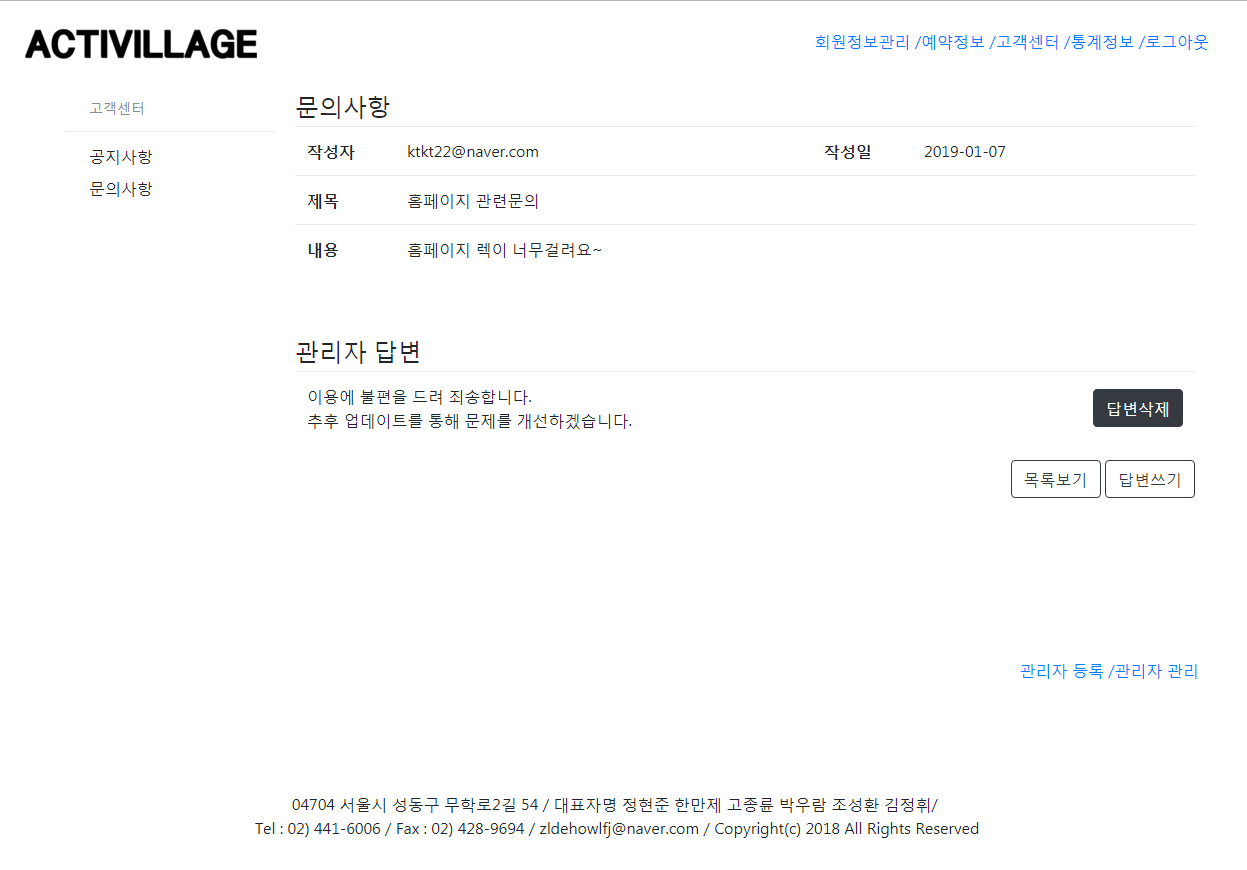 ACTIVILLAGE
회원정보관리 /예약정보 /고객센터 /통계정보 /로그아웃
고객센터
공지사항
문의사항
문의사항
작성자 ktkt22@naver.com 작성일 2019-01-07
제목 홈페이지 관련문의
내용 홈페이지 렉이 너무걸려요~
관리자 답변
이용에 불편을 드려 죄송합니다.
추후 업데이트를 통해 문제를 개선하겠습니다.
답변삭제
목록보기 답변쓰기
관리자 등록 /관리자 관리
04704 서울시 성동구 무학로2길 54 / 대표자명 정현준 한만제 고종륜 박우람 조성환 김정휘/
Tel : 02) 441-6006 / Fax : 02) 428-9694 / zldehowlfj@naver.com / Copyright(c) 2018 All Rights Reserved